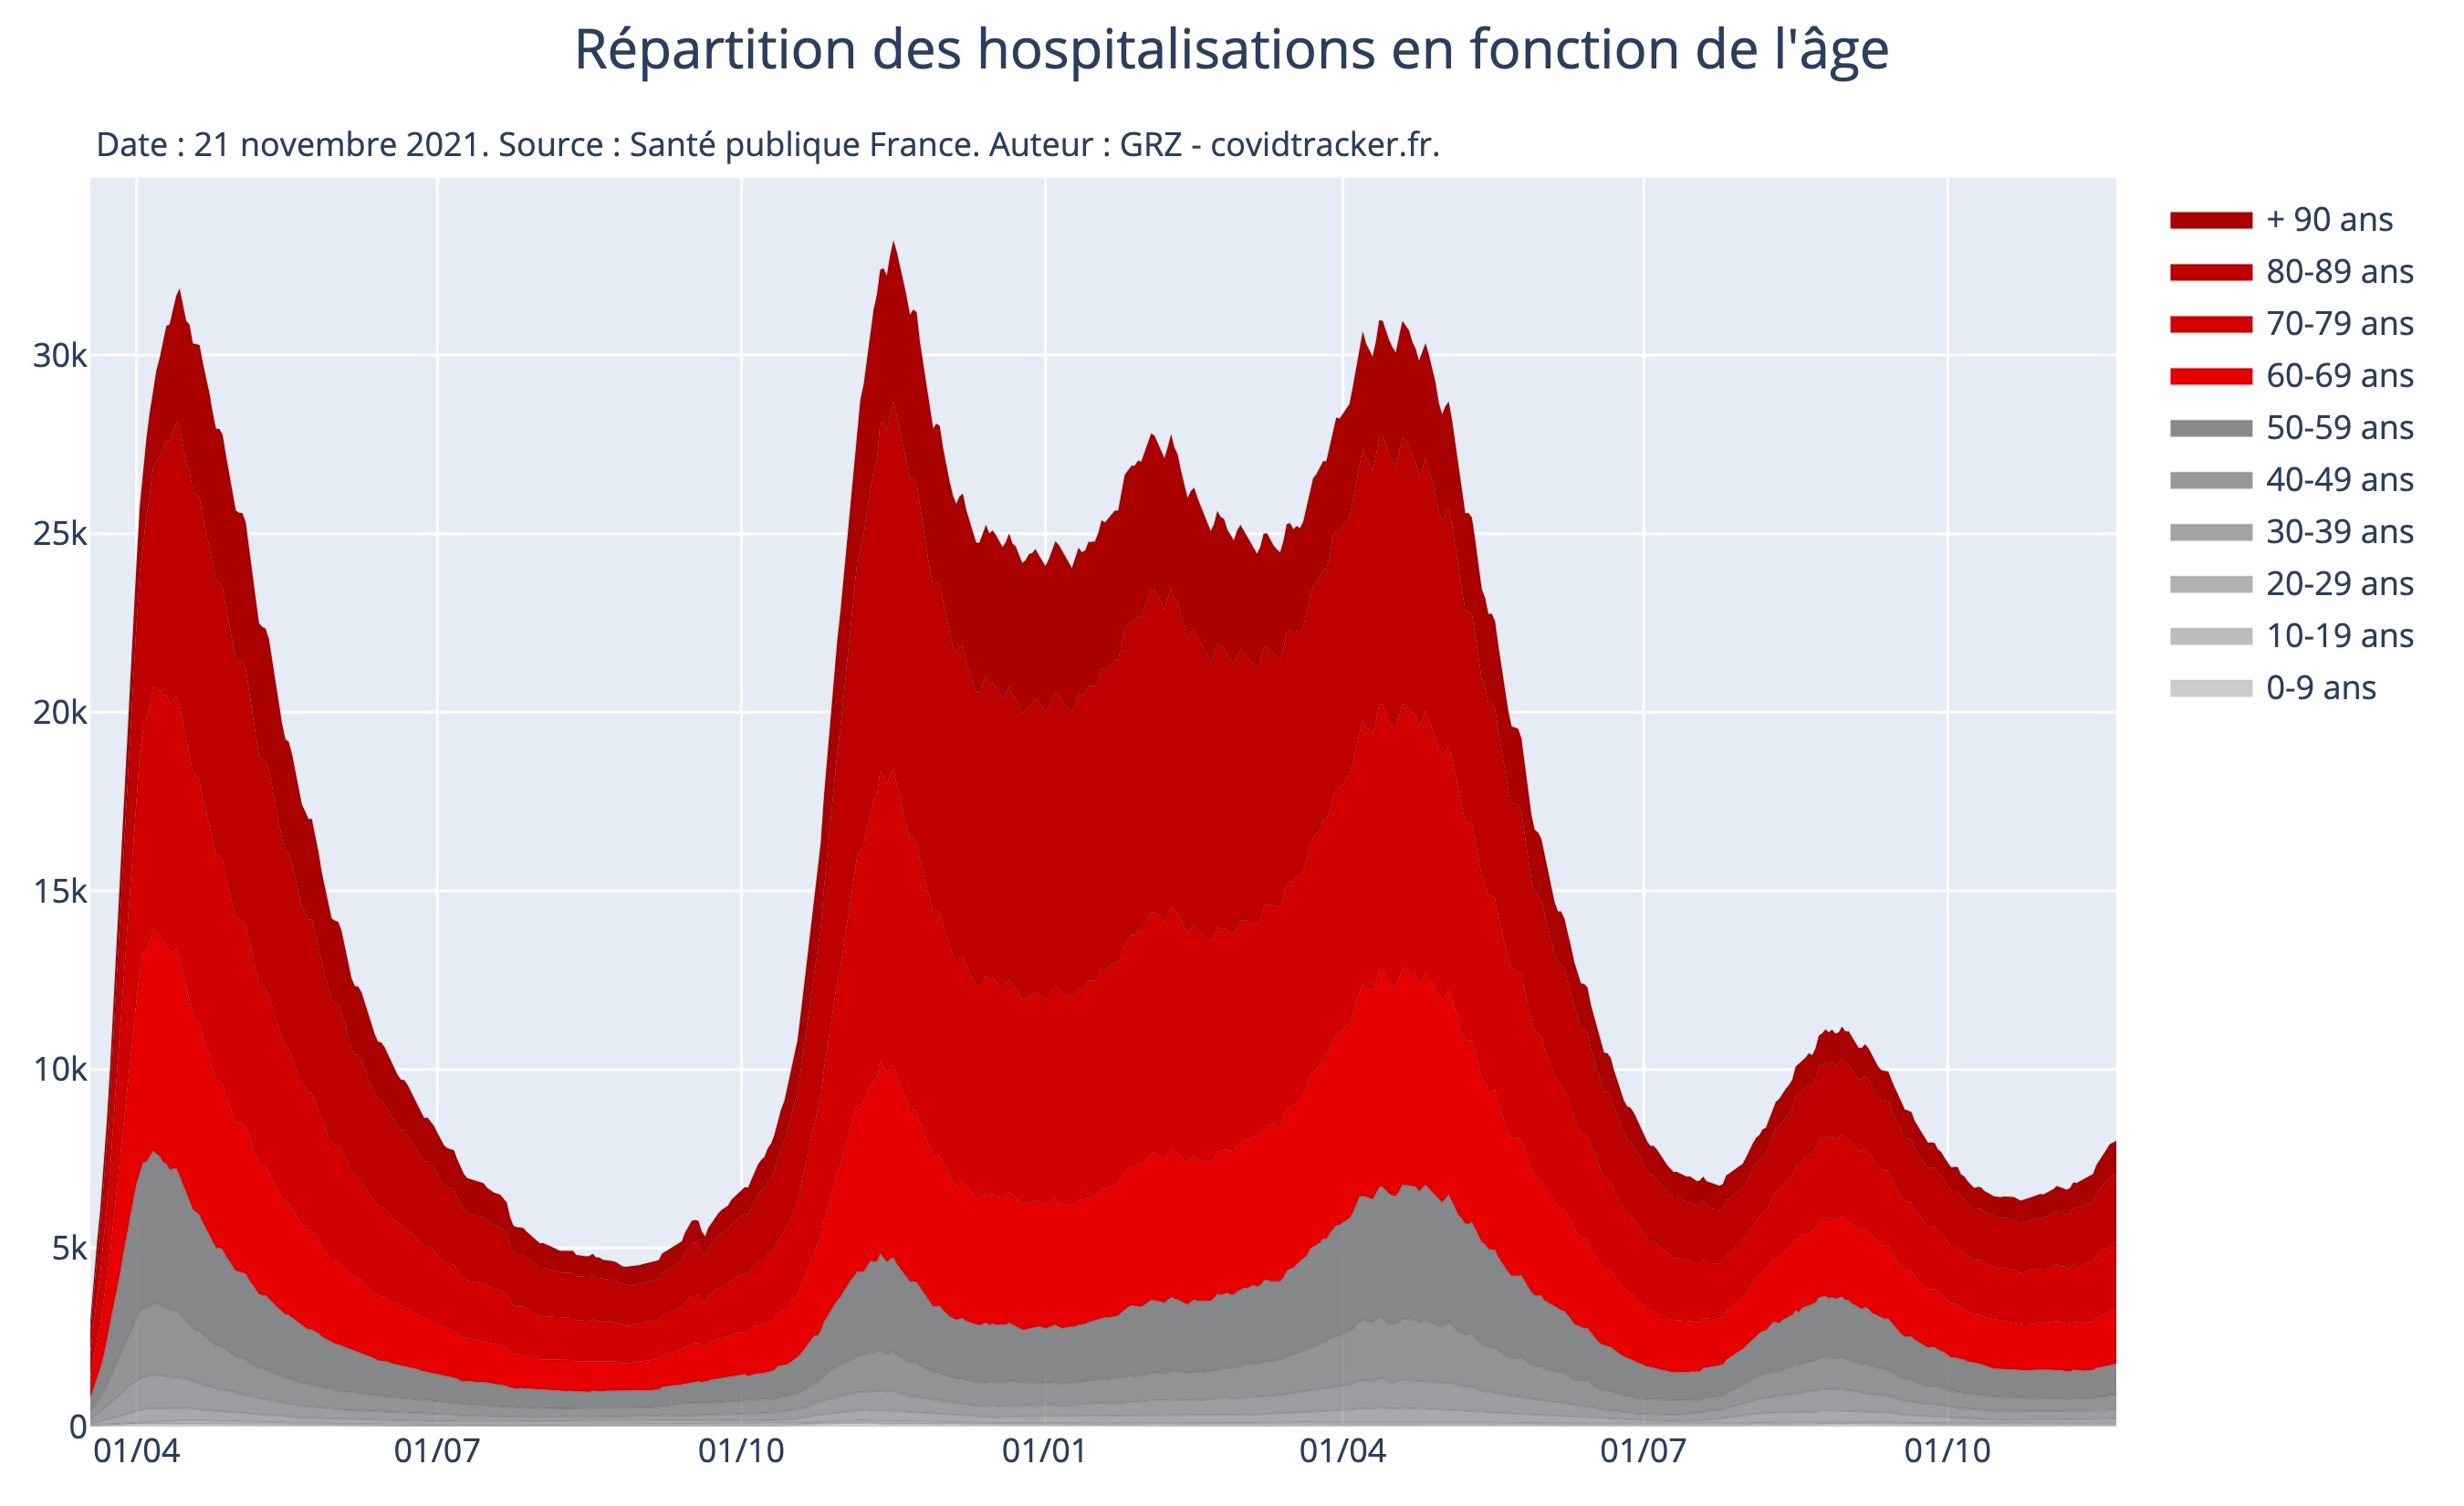 Répartition des hospitalisations en fonction de l'âge
Date : 21 novembre 2021. Source : Santé publique France. Auteur : GRZ - covidtracker.fr.
+ 90 ans
80-89 ans
70-79 ans
60-69 ans
50-59 ans
40-49 ans
30-39 ans
20-29 ans
10-19 ans
0-9 ans
30k
25k
20k
15k
10k
5k
0
01/04 01/07 01/10 01/01 01/04 01/07 01/10